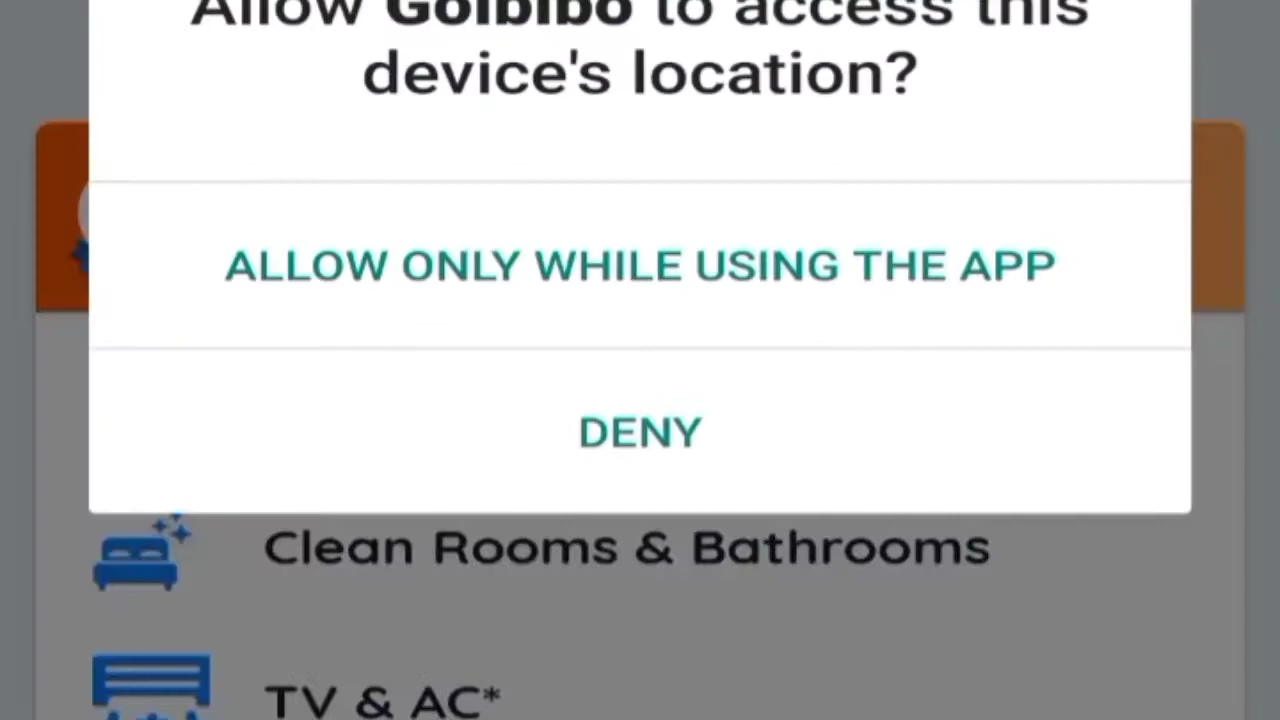 Allow Goibibo to access this
device's location?
ALLOW ONLY WHILE USING THE APP
DENY
Clean Rooms & Bathrooms
TV & AC*